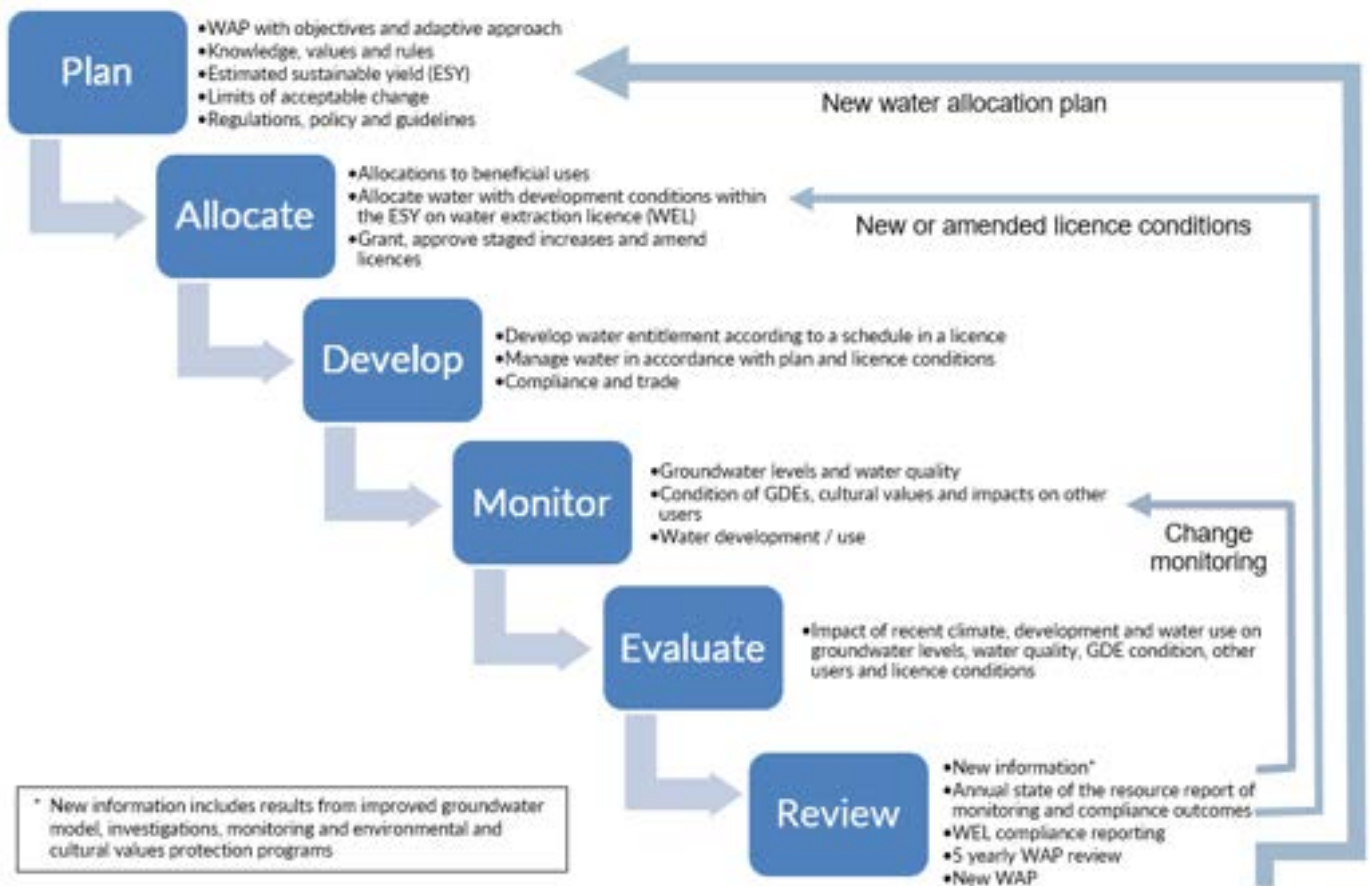 Plan
•WAP with objectives and adaptive approach
•Knowledge, values and rules
•Estimated sustainable yield (ESY)
•Limits of acceptable change
•Regulations, policy and guidelines
New water allocation plan
Allocate
•Allocations to beneficial uses
•Allocate water with development conditions within
the ESY on water extraction licence (WEL)
•Grant, approve staged increases and amend
licences
New or amended licence conditions
Develop
•Develop water entitlement according to a schedule in a licence
•Manage water in accordance with plan and licence conditions
•Compliance and trade
Monitor
•Groundwater levels and water quality
•Condition of GDEs, cultural values and impacts on other
users
•Water development / use
Change
monitoring
Evaluate
•Impact of recent climate, development and water use on
groundwater levels, water quality, GDE condition, other
users and licence conditions
Review
•New information*
•Annual state of the resource report of
monitoring and compliance outcomes
•WEL compliance reporting
•5 yearly WAP review
•New WAP
* New information includes results from improved groundwater
model, investigations, monitoring and environmental and
cultural values protection programs